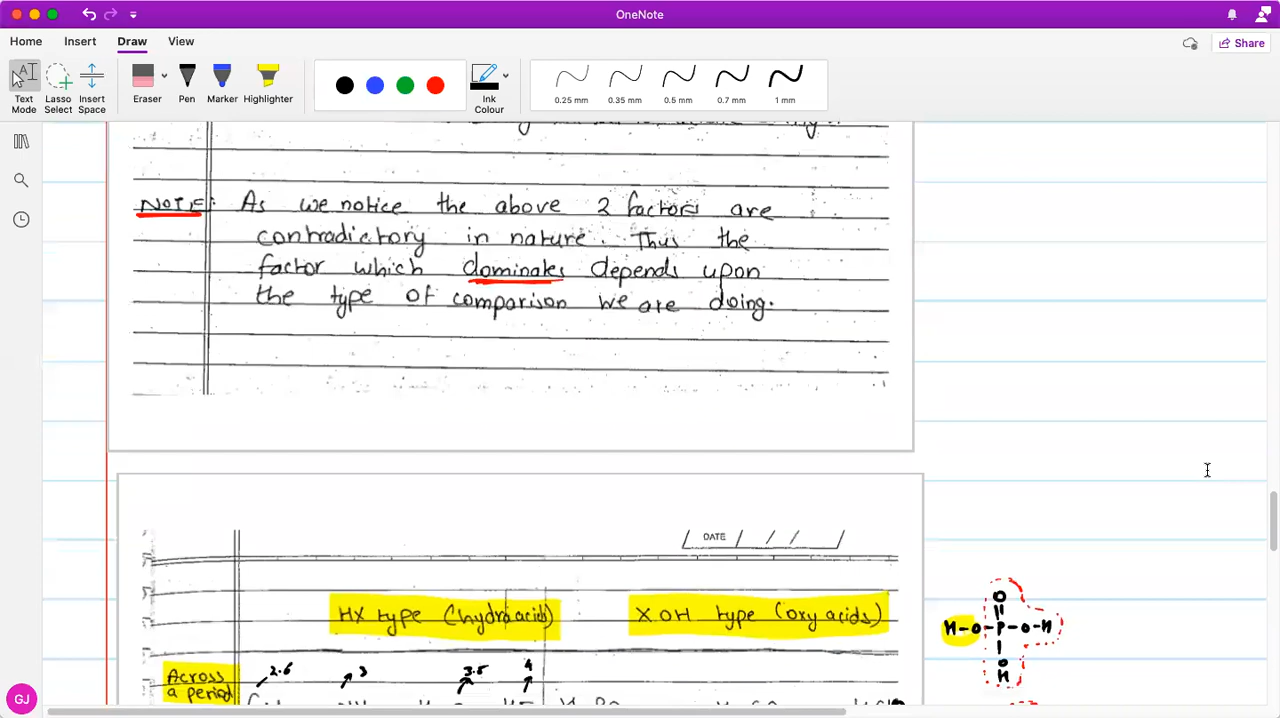 OneNote
Home Insert Draw View
Share
Text Mode
Lasso Select
Insert Space
Eraser
Pen
Marker
Highlighter
Ink Colour
0.25 mm
0.35 mm
0.5 mm
0.7 mm
1 mm
NOTE: As we notice the above 2 factors are
contradictory in nature. Thus the
factor which dominates depends upon
the type of comparison we are doing.
DATE / / /
HX type (hydra acids) XOH type (oxy acids)
O
H-O-P-O-H
O
H
2.6 3 3.5 4
Across
a period
GJ